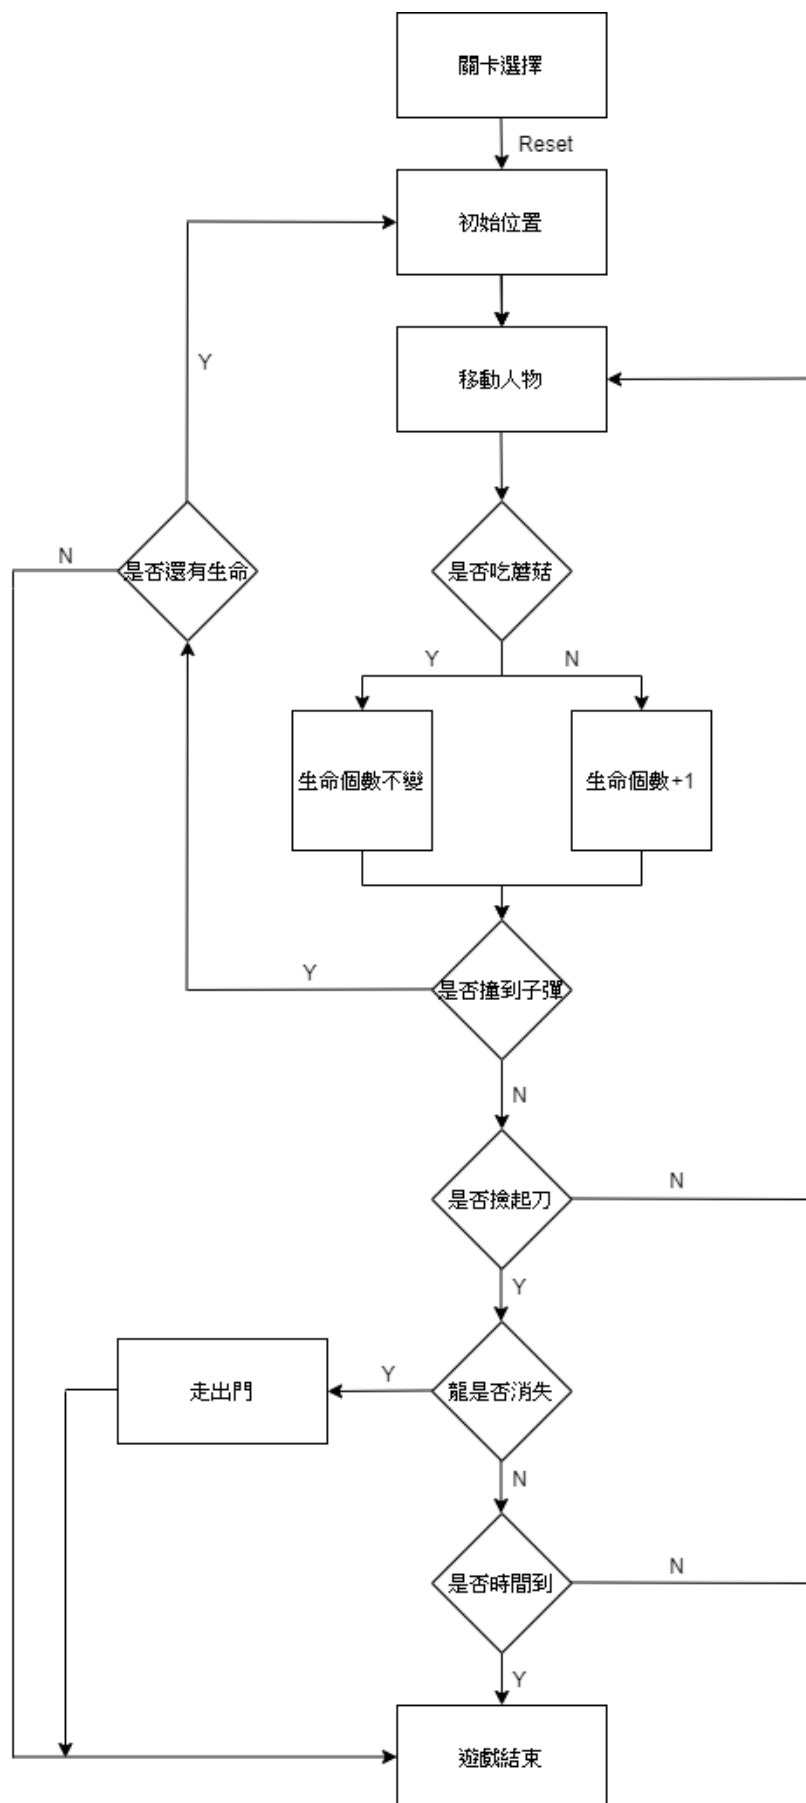 關卡選擇
Reset
初始位置
Y
移動人物
N
是否還有生命
是否吃蘑菇
Y
N
生命個數不變
生命個數+1
Y
是否撞到子彈
N
是否撿起刀
N
Y
走出門
Y
龍是否消失
N
是否時間到
N
Y
遊戲結束